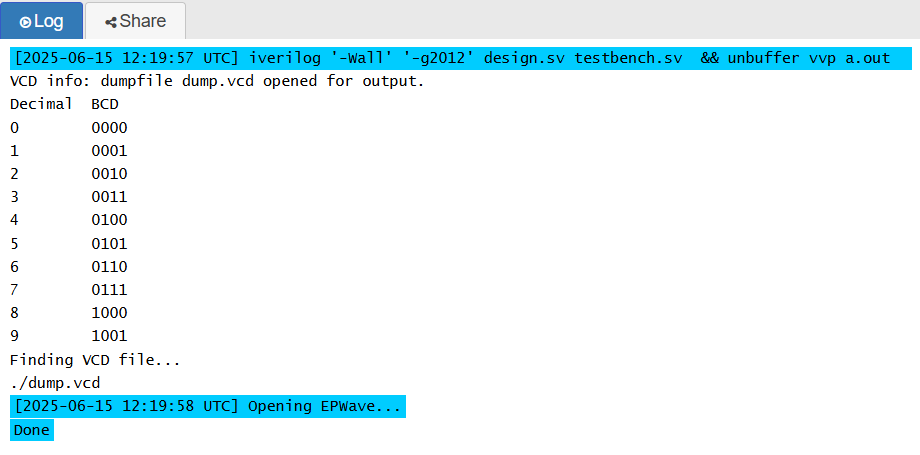 Log Share
[2025-06-15 12:19:57 UTC] iverilog '-Wall' '-g2012' design.sv testbench.sv  && unbuffer vvp a.out
VCD info: dumpfile dump.vcd opened for output.
Decimal  BCD
0        0000
1        0001
2        0010
3        0011
4        0100
5        0101
6        0110
7        0111
8        1000
9        1001
Finding VCD file...
./dump.vcd
[2025-06-15 12:19:58 UTC] Opening EPWave...
Done